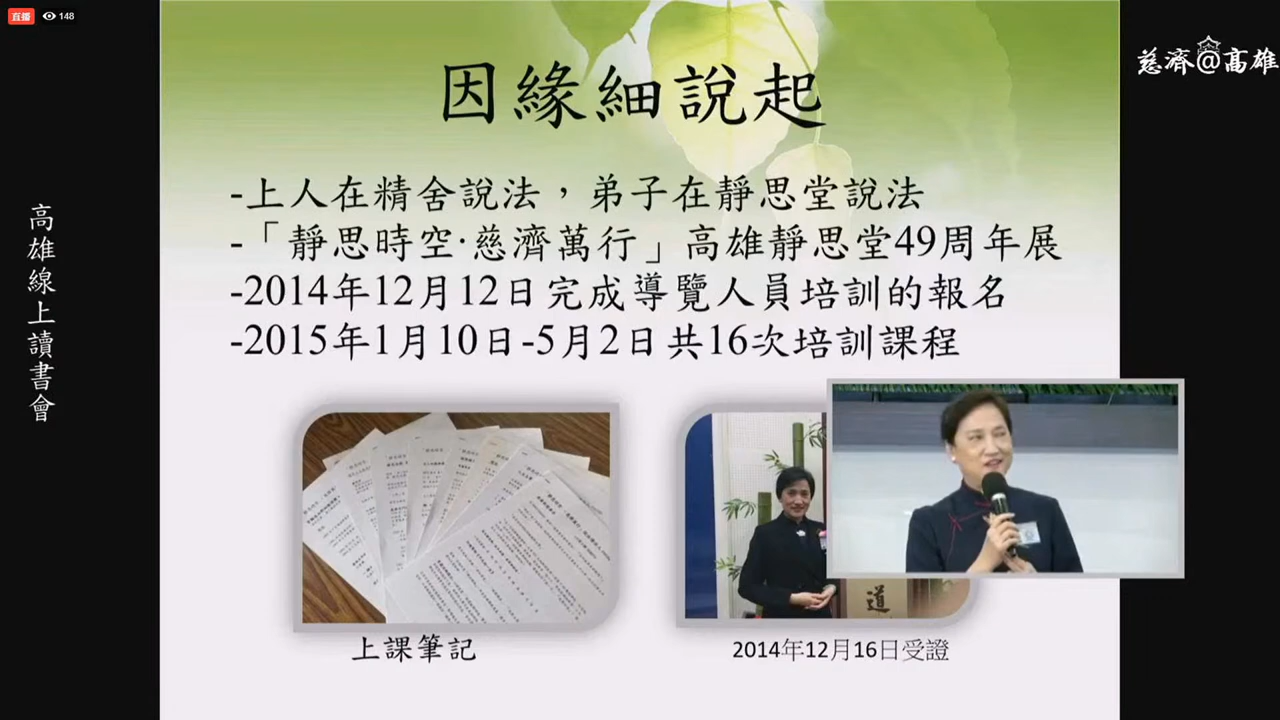 直播 148
慈濟@高雄
高雄線上讀書會
因緣細說起
-上人在精舍說法，弟子在靜思堂說法
-「靜思時空·慈濟萬行」高雄靜思堂49周年展
-2014年12月12日完成導覽人員培訓的報名
-2015年1月10日-5月2日共16次培訓課程
道
上課筆記
2014年12月16日受證